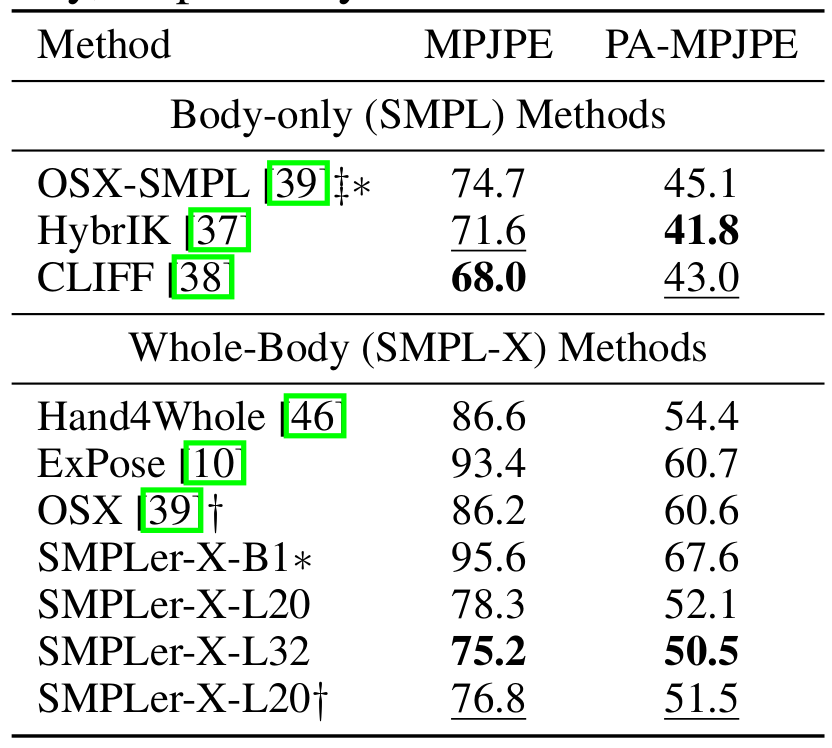 Method MPJPE PA-MPJPE
Body-only (SMPL) Methods
OSX-SMPL [39]‡* 74.7 45.1
HybrIK [37] 71.6 41.8
CLIFF [38] 68.0 43.0
Whole-Body (SMPL-X) Methods
Hand4Whole [46] 86.6 54.4
ExPose [10] 93.4 60.7
OSX [39]† 86.2 60.6
SMPLer-X-B1* 95.6 67.6
SMPLer-X-L20 78.3 52.1
SMPLer-X-L32 75.2 50.5
SMPLer-X-L20† 76.8 51.5